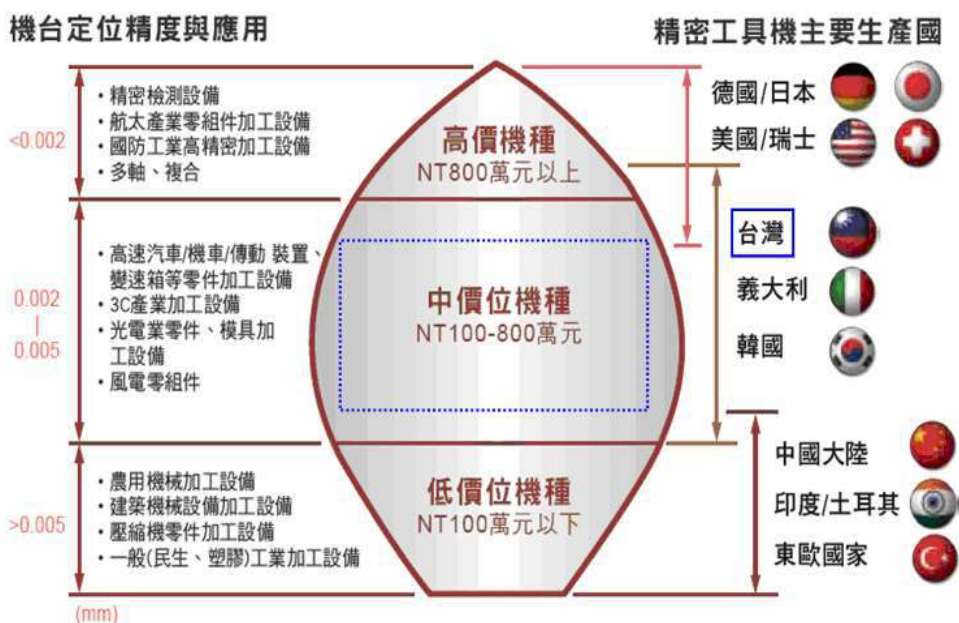 機台定位精度與應用
精密工具機主要生產國
<0.002
・精密檢測設備
・航太產業零組件加工設備
・國防工業高精密加工設備
・多軸、複合
高價機種
NT800萬元以上
德國/日本
美國/瑞士
0.002
|
0.005
・高速汽車/機車/傳動 裝置、
變速箱等零件加工設備
・3C產業加工設備
・光電業零件、模具加
工設備
・風電零組件
中價位機種
NT100-800萬元
台灣
義大利
韓國
>0.005
・農用機械加工設備
・建築機械設備加工設備
・壓縮機零件加工設備
・一般(民生、塑膠)工業加工設備
低價位機種
NT100萬元以下
中國大陸
印度/土耳其
東歐國家
(mm)